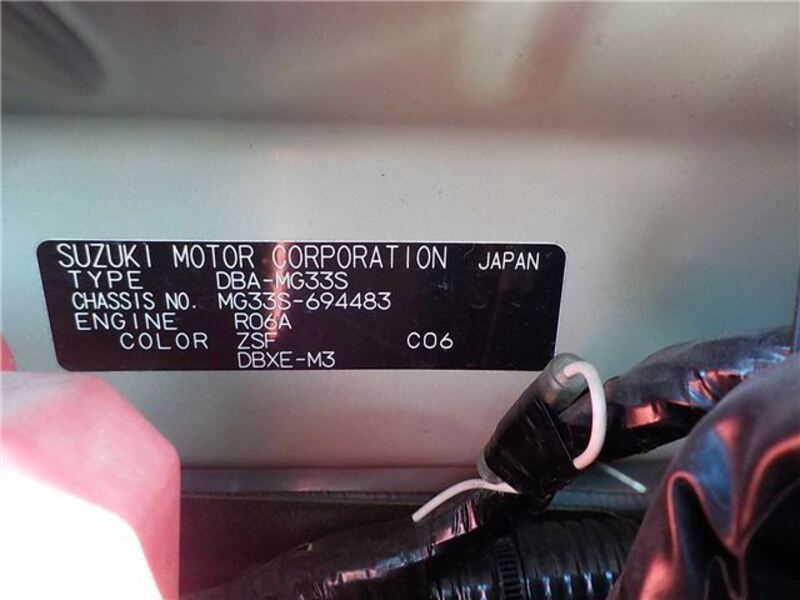 SUZUKI MOTOR CORPORATION JAPAN
TYPE DBA-MG33S
CHASSIS NO. MG33S-694483
ENGINE R06A
COLOR ZSF C06
DBXE-M3